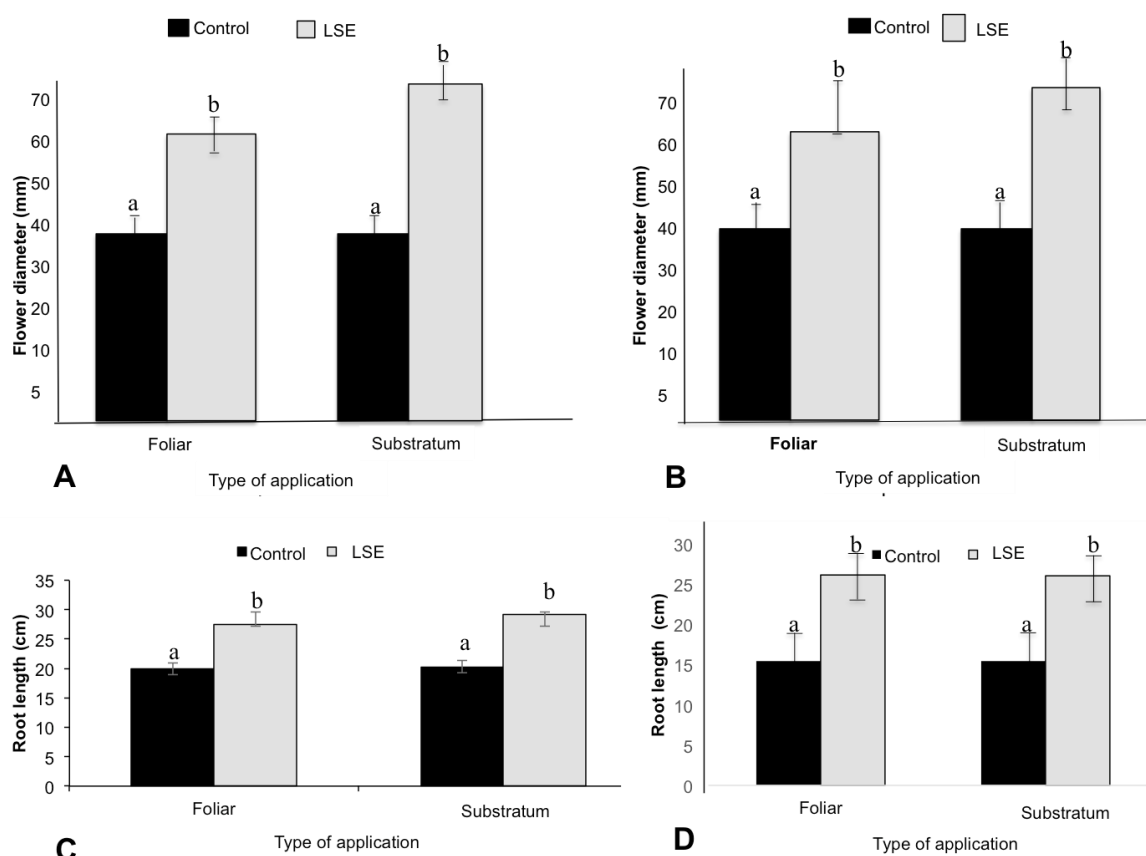 Control LSE
b
b
a
a
Flower diameter (mm)
70
60
50
40
30
20
10
5
Foliar Substratum
Type of application
A
Control LSE
b
b
a
a
Flower diameter (mm)
70
60
50
40
30
20
10
5
Foliar Substratum
Type of application
B
Control LSE
b
b
a
a
Root length (cm)
35
30
25
20
15
10
5
0
Foliar Substratum
Type of application
C
Control LSE
b
b
a
a
Root length (cm)
30
25
20
15
10
5
0
Foliar Substratum
Type of application
D